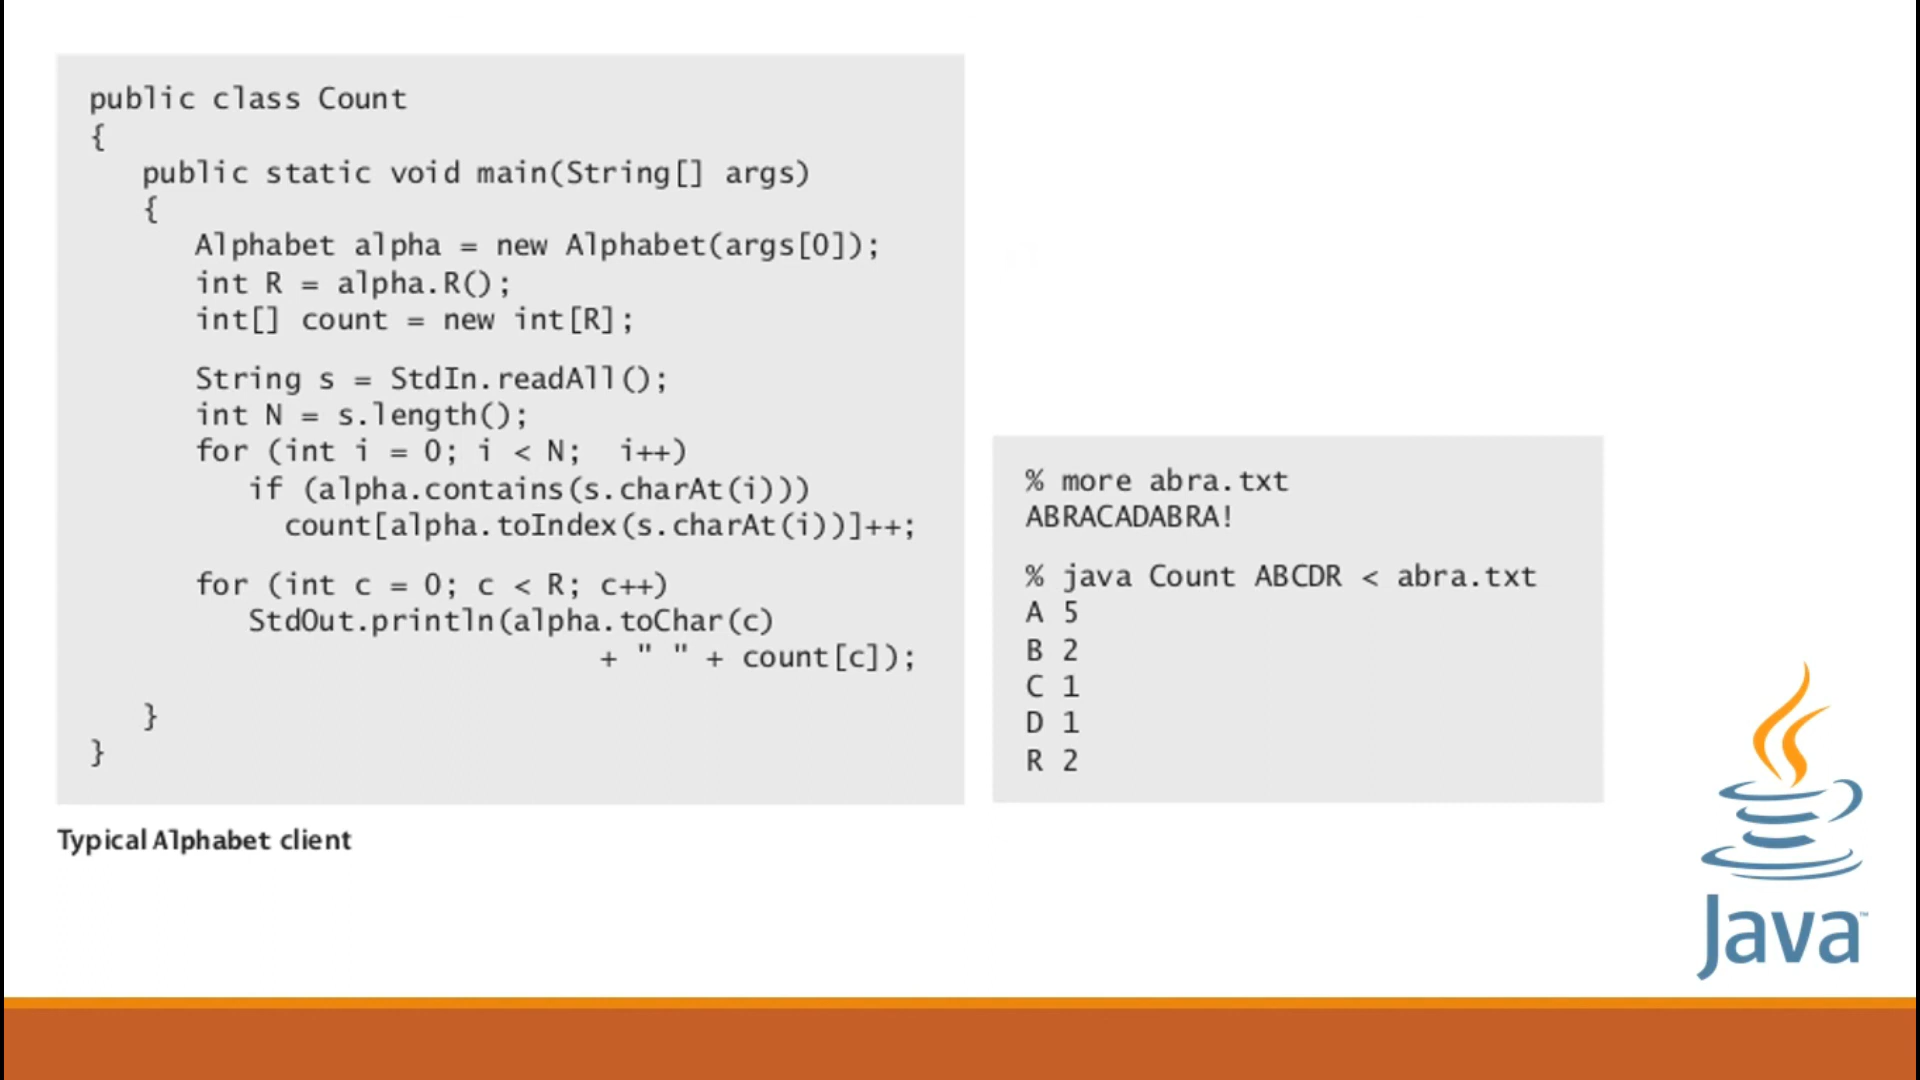 public class Count
{
public static void main(String[] args)
{
Alphabet alpha = new Alphabet(args[0]);
int R = alpha.R();
int[] count = new int[R];
String s = StdIn.readAll();
int N = s.length();
for (int i = 0; i < N;  i++)
if (alpha.contains(s.charAt(i)))
count[alpha.toIndex(s.charAt(i))]++;
for (int c = 0; c < R; c++)
StdOut.println(alpha.toChar(c)
+ " " + count[c]);
}
}
Typical Alphabet client
% more abra.txt
ABRACADABRA!
% java Count ABCDR < abra.txt
A 5
B 2
C 1
D 1
R 2
Java™